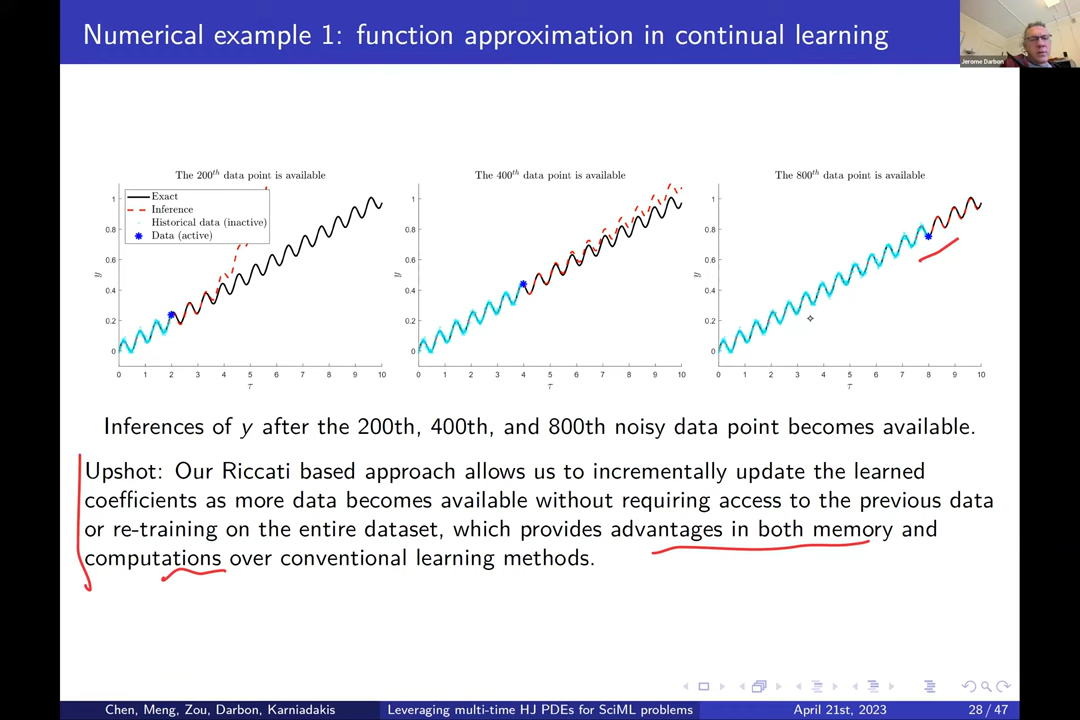 Numerical example 1: function approximation in continual learning
Jerome Darbon
The 200th data point is available
Exact
Inference
Historical data (inactive)
Data (active)
y
1
0.8
0.6
0.4
0.2
0
0 1 2 3 4 5 6 7 8 9 10
τ
The 400th data point is available
y
1
0.8
0.6
0.4
0.2
0
0 1 2 3 4 5 6 7 8 9 10
τ
The 800th data point is available
y
1
0.8
0.6
0.4
0.2
0
0 1 2 3 4 5 6 7 8 9 10
τ
Inferences of y after the 200th, 400th, and 800th noisy data point becomes available.
Upshot: Our Riccati based approach allows us to incrementally update the learned
coefficients as more data becomes available without requiring access to the previous data
or re-training on the entire dataset, which provides advantages in both memory and
computations over conventional learning methods.
Chen, Meng, Zou, Darbon, Karniadakis
Leveraging multi-time HJ PDEs for SciML problems
April 21st, 2023
28 / 47